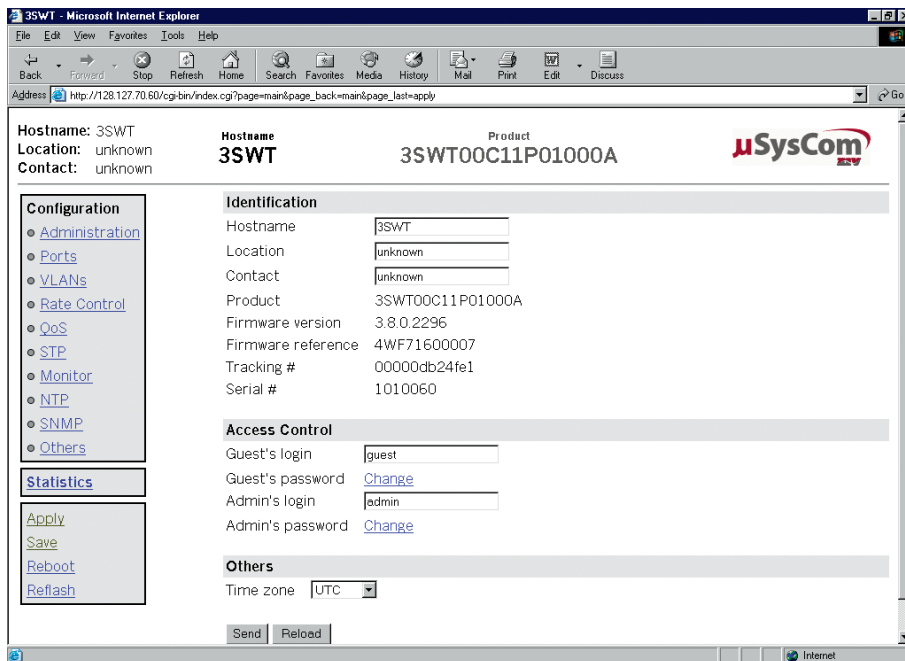 3SWT - Microsoft Internet Explorer
File Edit View Favorites Tools Help
Back Forward Stop Refresh Home Search Favorites Media History Mail Print Edit Discuss
Address http://128.127.70.60/cgi-bin/index.cgi?page=main&page_back=main&page_last=apply Go
Hostname: 3SWT
Location: unknown
Contact: unknown
Hostname
3SWT
Product
3SWT00C11P01000A
µSysCom
Configuration
Administration
Ports
VLANs
Rate Control
QoS
STP
Monitor
NTP
SNMP
Others
Statistics
Apply
Save
Reboot
Reflash
Identification
Hostname 3SWT
Location unknown
Contact unknown
Product 3SWT00C11P01000A
Firmware version 3.8.0.2296
Firmware reference 4WF71600007
Tracking # 00000db24fe1
Serial # 1010060
Access Control
Guest's login guest
Guest's password Change
Admin's login admin
Admin's password Change
Others
Time zone UTC
Send Reload
Internet